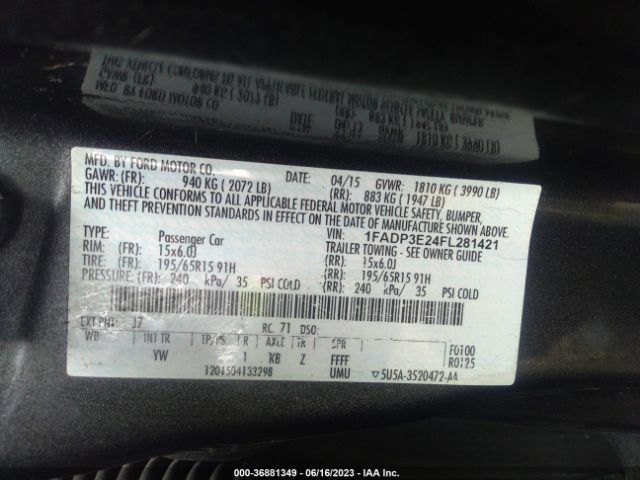 MFD. BY FORD MOTOR CO. DATE: 04/15 GVWR: 1810 KG ( 3990 LB)
GAWR: (FR): 940 KG ( 2072 LB) (RR): 883 KG ( 1947 LB)
THIS VEHICLE CONFORMS TO ALL APPLICABLE FEDERAL MOTOR VEHICLE SAFETY, BUMPER,
AND THEFT PREVENTION STANDARDS IN EFFECT ON THE DATE OF MANUFACTURE SHOWN ABOVE.
VIN: 1FADP3E24FL281421
TYPE: Passenger Car TRAILER TOWING - SEE OWNER GUIDE
RIM: (FR): 15x6.0J (RR): 15x6.0J
TIRE: (FR): 195/65R15 91H (RR): 195/65R15 91H
PRESSURE: (FR): 240 kPa/ 35 PSI COLD (RR): 240 kPa/ 35 PSI COLD
EXT PNT: J7 RC: 71 DSO:
WB INT TR TP/PS R AXLE TR SPR F0100
YW 1 KB Z FFFF R0125
1201504133298 UMU ▽5U5A-3520472-AA
000-36881349 - 06/16/2023 - IAA Inc.